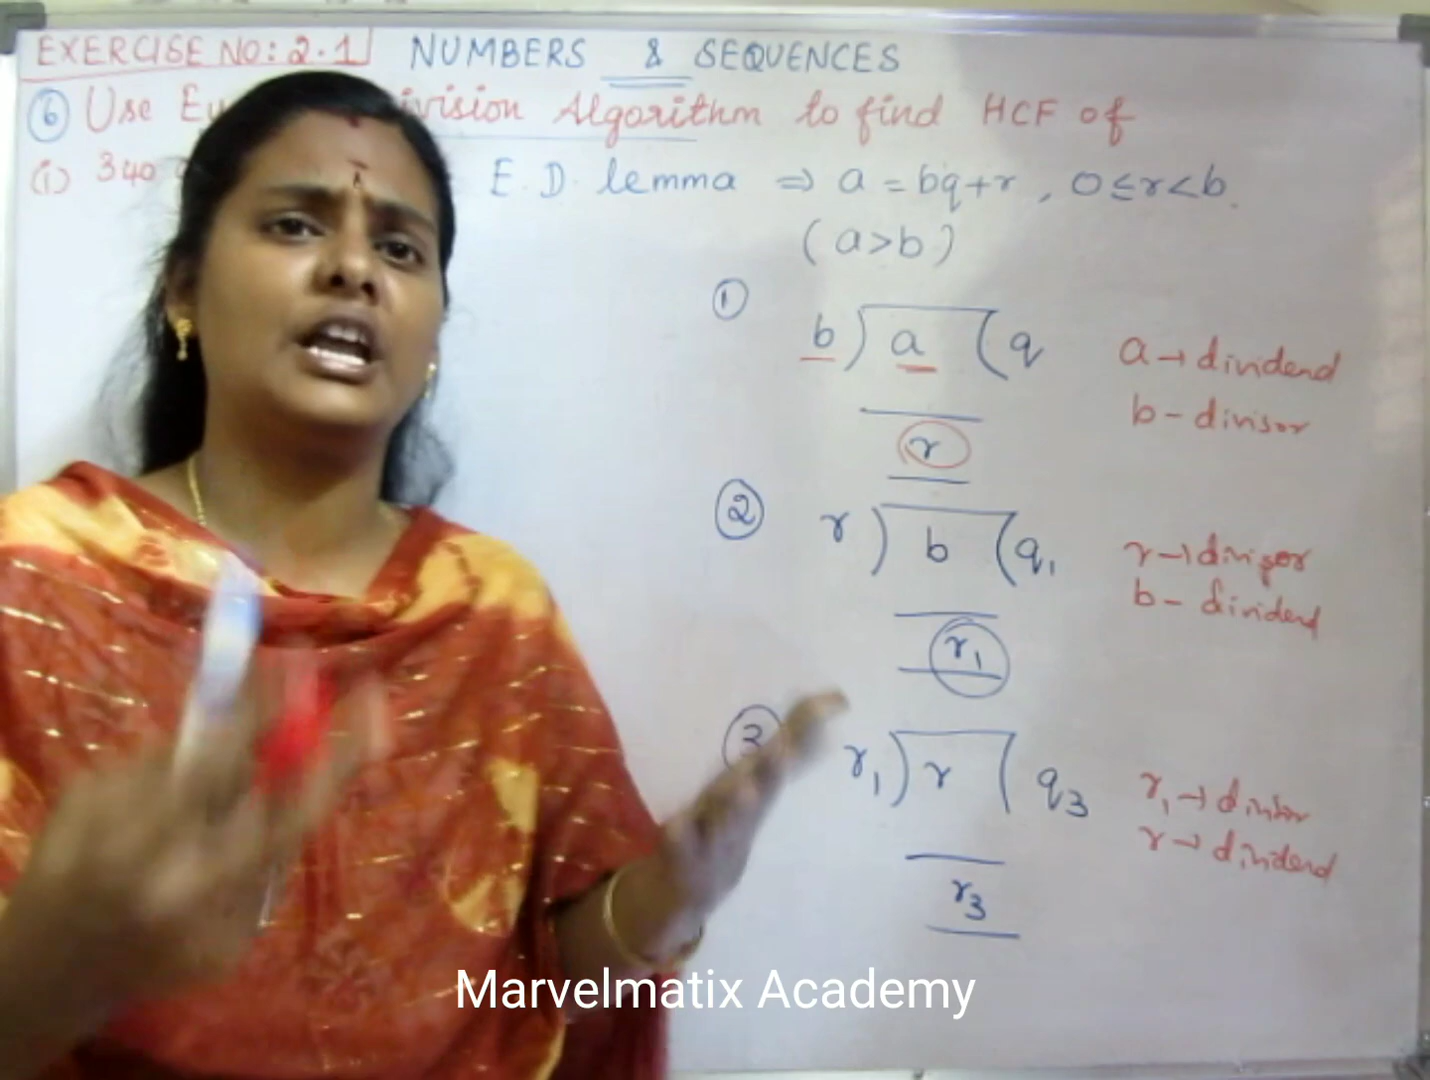 EXERCISE NO: 2.1 NUMBERS & SEQUENCES
6 Use Eu ivision Algorithm to find HCF of
(i) 340 E.D. lemma ⇒ a = bq+r , 0≤r<b.
(a>b)
1
b ) a ( q a → dividend
b - divisor
r
2
r ) b ( q1 r → divisor
b - dividend
r1
3
r1 ) r ( q3 r1 → divisor
r → dividend
r3
Marvelmatix Academy